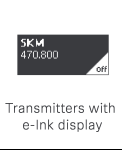 SKM
470.800
Off
Transmitters with
e-Ink display